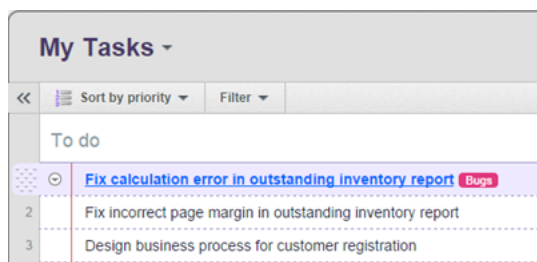 My Tasks
Sort by priority Filter
To do
Fix calculation error in outstanding inventory report Bugs
2 Fix incorrect page margin in outstanding inventory report
3 Design business process for customer registration